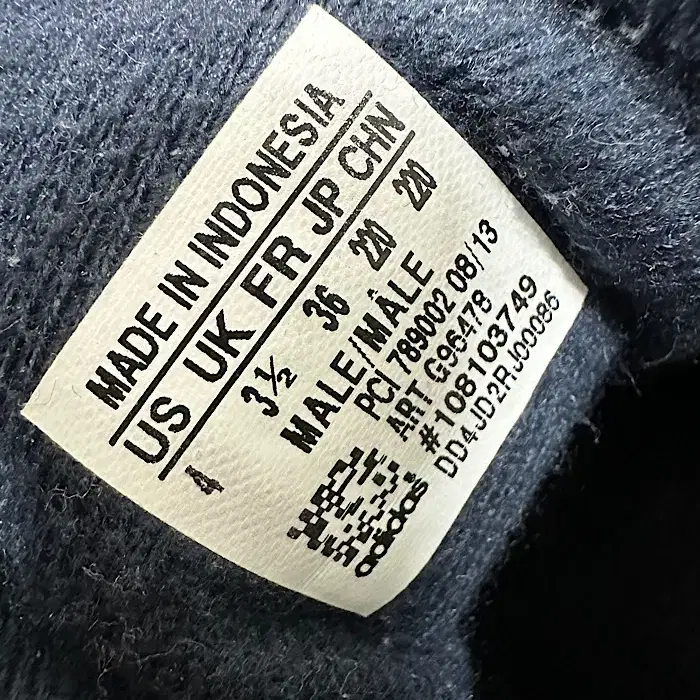 MADE IN INDONESIA
US UK FR JP CHN
4 3½ 36 220 220
MALE/MÂLE
PCI 789002 08/13
ART G96478
#108103749
DD4JD2RJ00086
adidas®